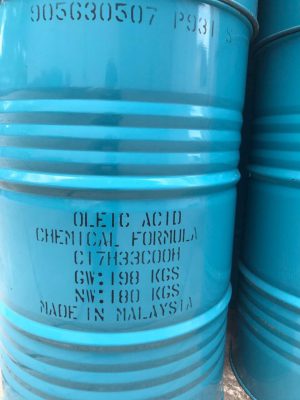 905630507 P931 S
OLEIC ACID
CHEMICAL FORMULA
C17H33COOH
GW:198 KGS
NW:180 KGS
MADE IN MALAYSIA